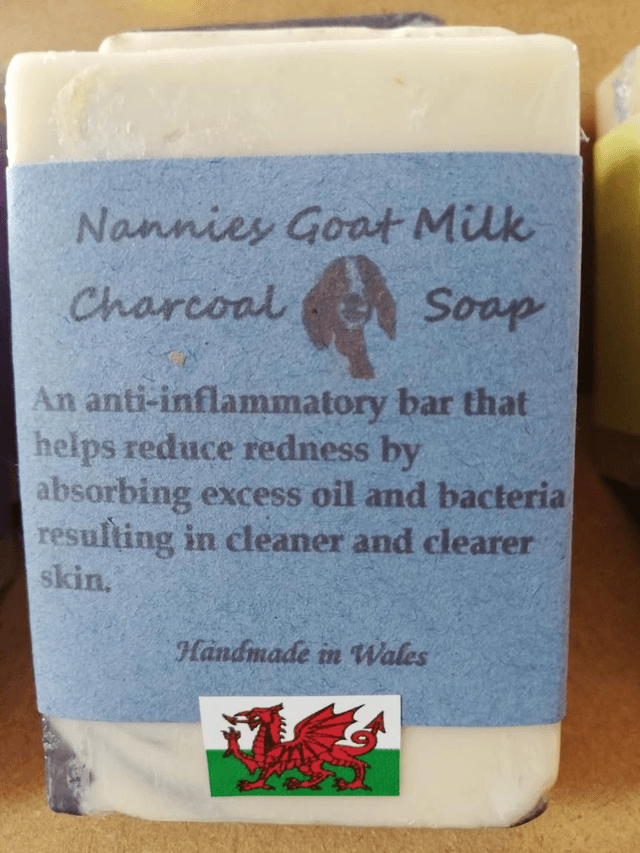 Nannies Goat Milk
Charcoal Soap
An anti-inflammatory bar that
helps reduce redness by
absorbing excess oil and bacteria
resulting in cleaner and clearer
skin.
Handmade in Wales